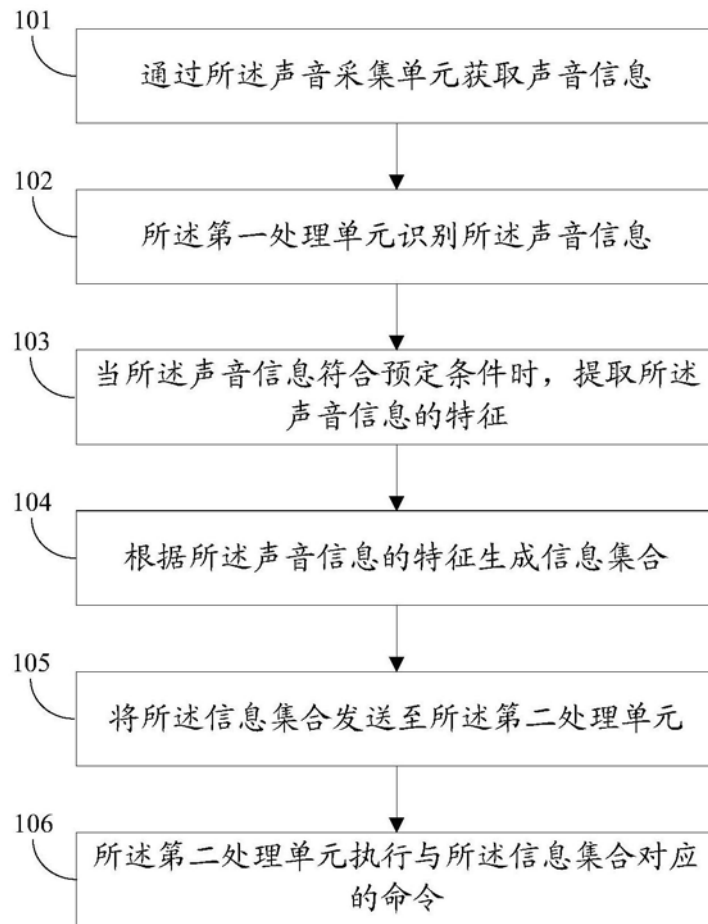 101
通过所述声音采集单元获取声音信息
102
所述第一处理单元识别所述声音信息
103
当所述声音信息符合预定条件时，提取所述
声音信息的特征
104
根据所述声音信息的特征生成信息集合
105
将所述信息集合发送至所述第二处理单元
106
所述第二处理单元执行与所述信息集合对应
的命令